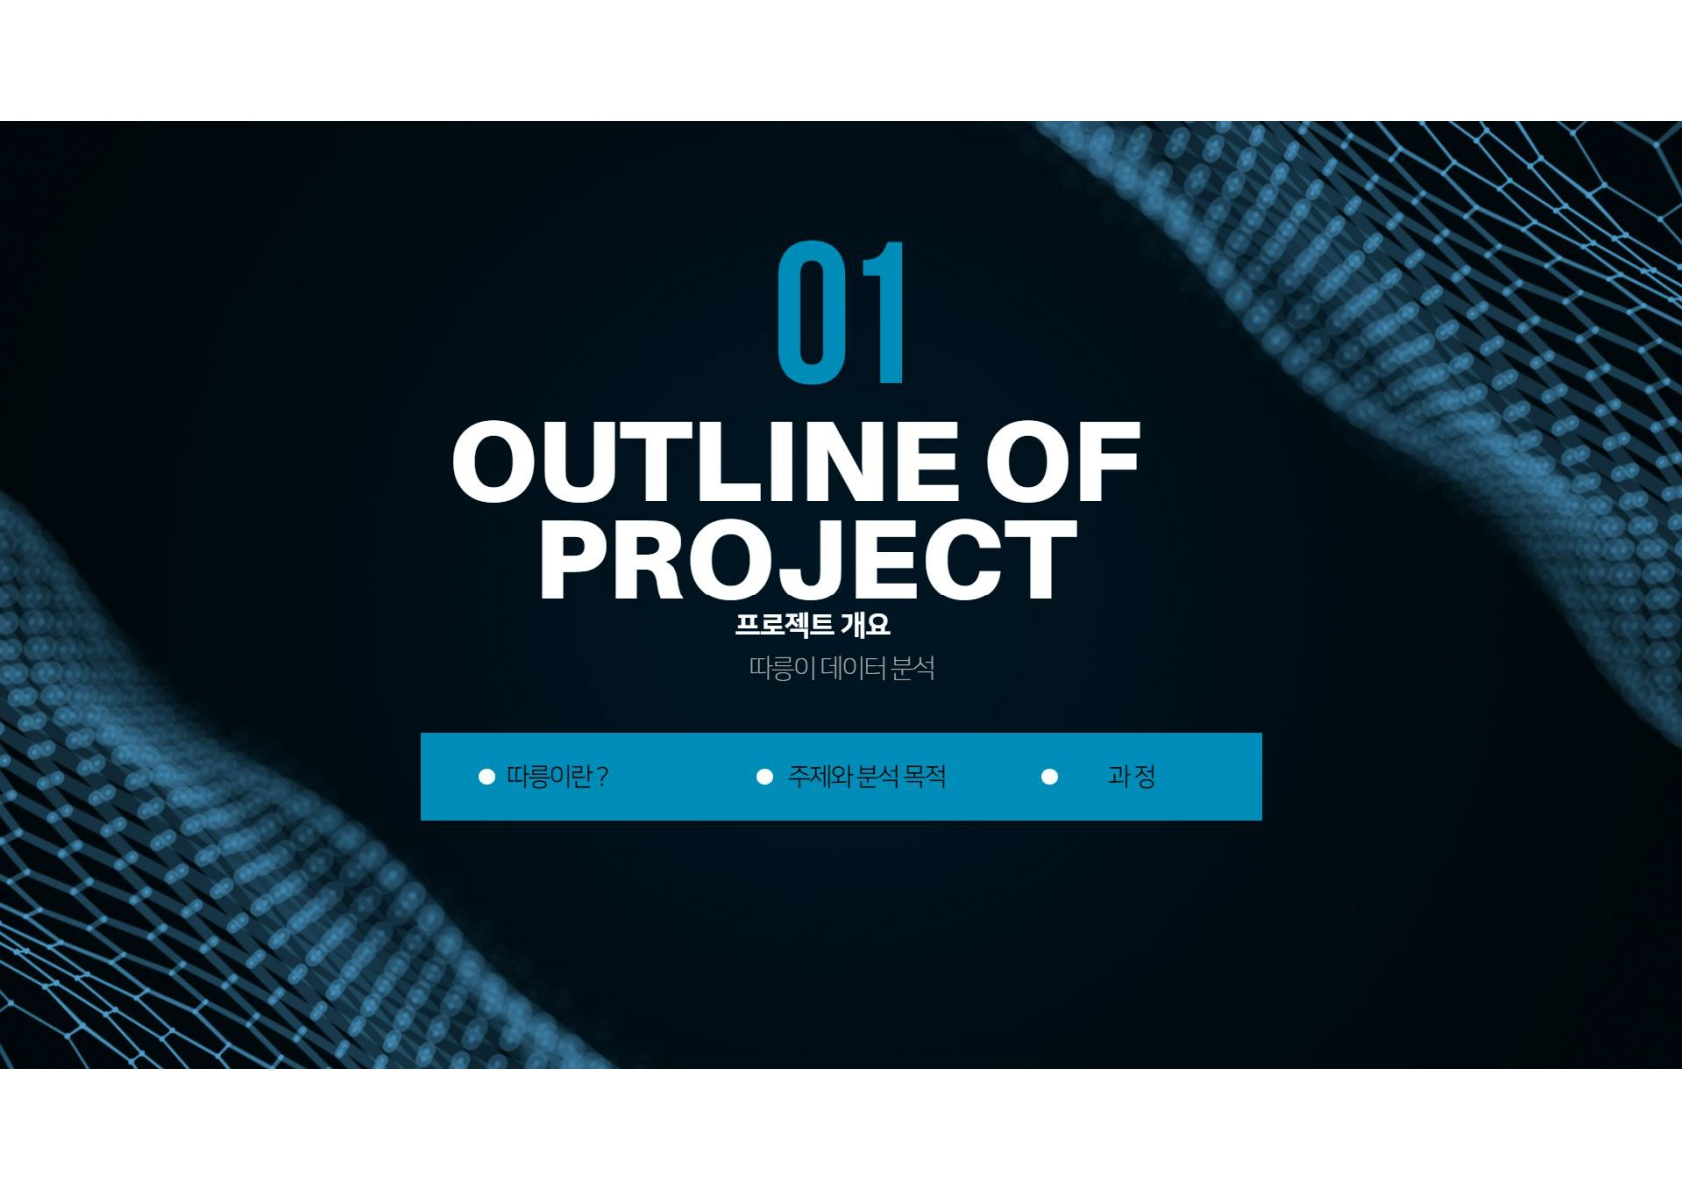 01
OUTLINE OF
PROJECT
프로젝트 개요
따릉이 데이터 분석
따릉이란 ?
주제와 분석 목적
과 정